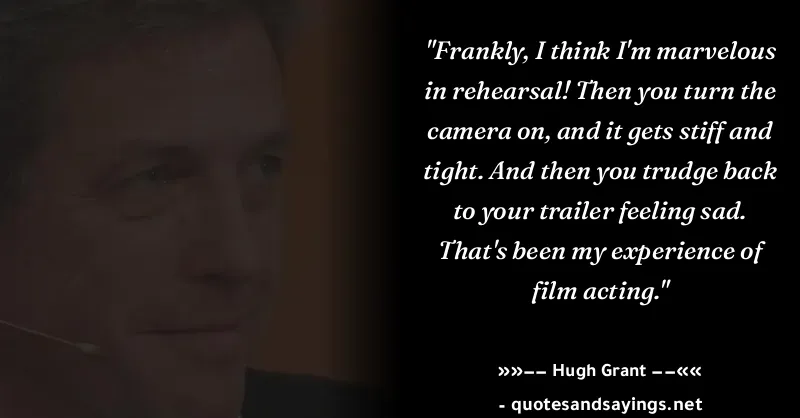 "Frankly, I think I'm marvelous
in rehearsal! Then you turn the
camera on, and it gets stiff and
tight. And then you trudge back
to your trailer feeling sad.
That's been my experience of
film acting."
»»–– Hugh Grant ––««
- quotesandsayings.net